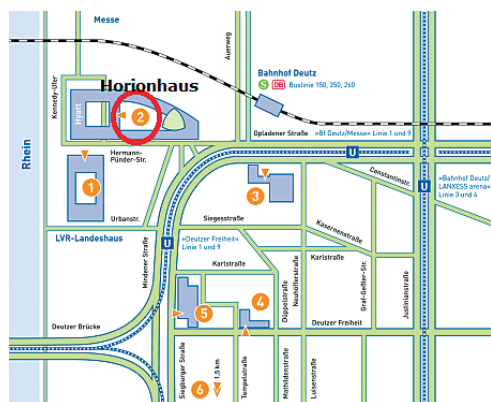 Messe
Auerweg
Kennedy-Ufer
Horionhaus
Hyatt
2
Bahnhof Deutz
S DB Buslinie 150, 250, 260
Opladener Straße
»Bf Deutz/Messe« Linie 1 und 9
Rhein
Hermann-
Pünder-Str.
U
1
3
Constantinstr.
U
»Bahnhof Deutz/
LANXESS arena«
Linie 3 und 4
Urbanstr.
Siegesstraße
Kasernenstraße
LVR-Landeshaus
Mindener Straße
U
»Deutzer Freiheit«
Linie 1 und 9
Karlstraße
Karlstraße
Düppelstraße
Neuhöfferstraße
Graf-Geßler-Str.
Justinianstraße
5
4
Deutzer Brücke
Deutzer Freiheit
Siegburger Straße
6
1,5 km
Tempelstraße
Mathildenstraße
Luisenstraße